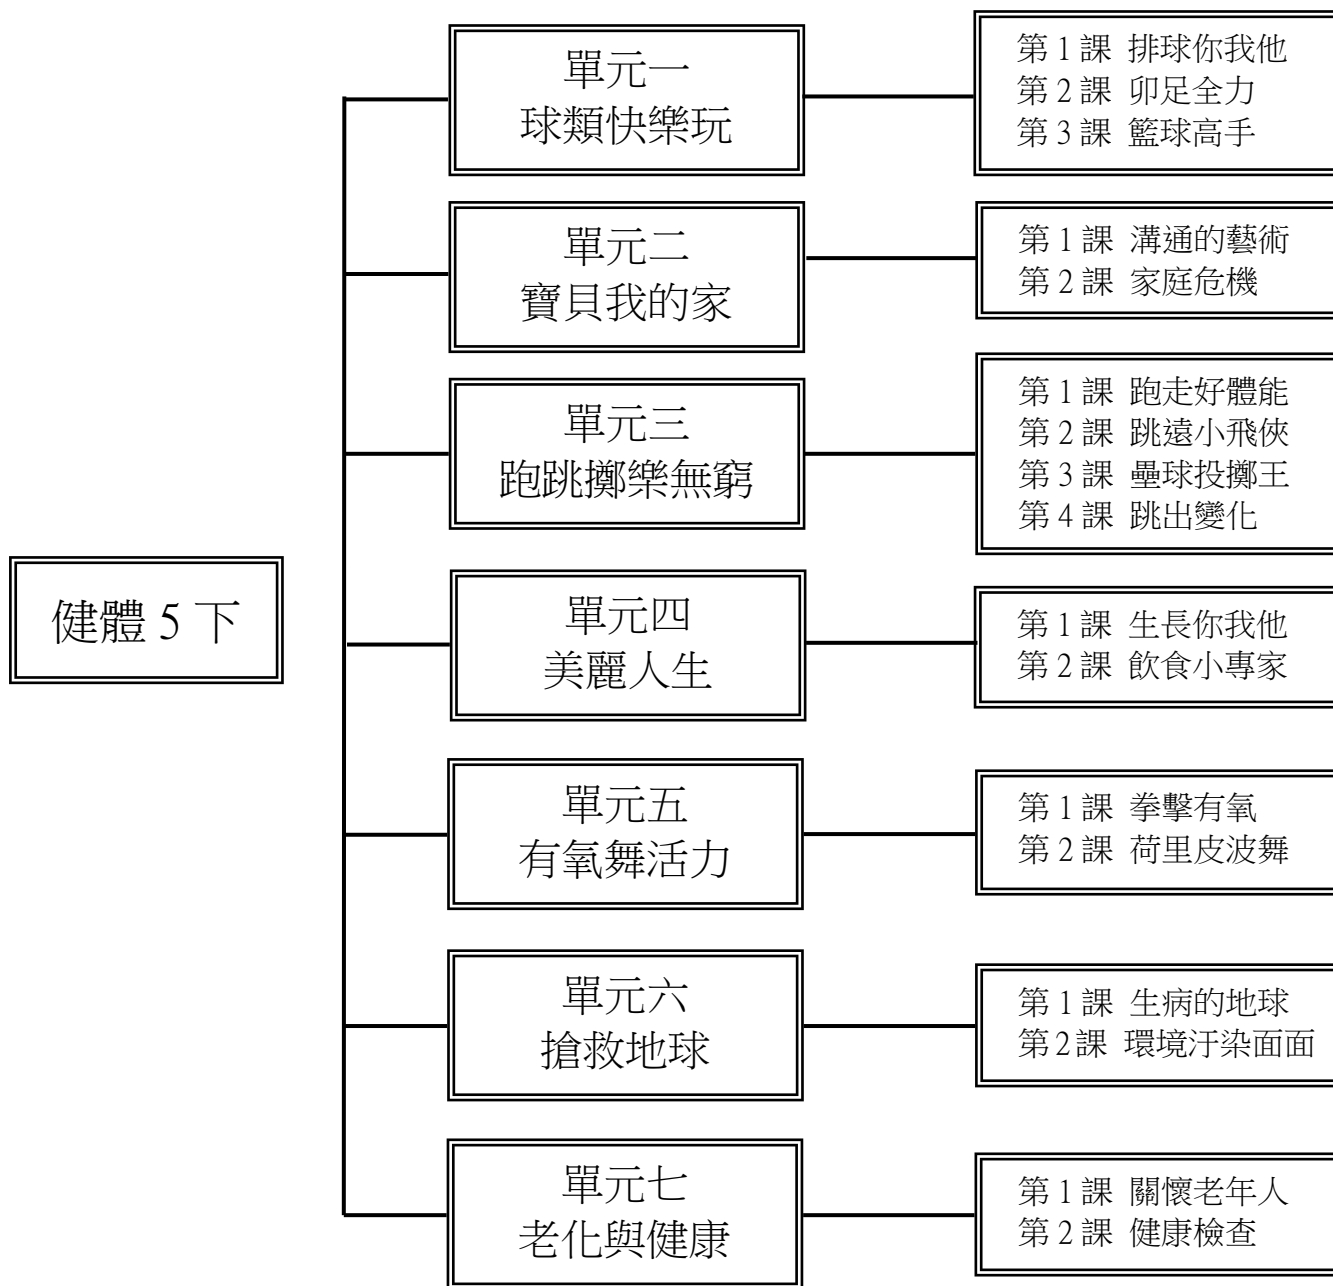 健體 5 下
單元一
球類快樂玩
第 1 課 排球你我他
第 2 課 卯足全力
第 3 課 籃球高手
單元二
寶貝我的家
第 1 課 溝通的藝術
第 2 課 家庭危機
單元三
跑跳擲樂無窮
第 1 課 跑走好體能
第 2 課 跳遠小飛俠
第 3 課 壘球投擲王
第 4 課 跳出變化
單元四
美麗人生
第 1 課 生長你我他
第 2 課 飲食小專家
單元五
有氧舞活力
第 1 課 拳擊有氧
第 2 課 荷里皮波舞
單元六
搶救地球
第 1 課 生病的地球
第 2 課 環境汙染面面
單元七
老化與健康
第 1 課 關懷老年人
第 2 課 健康檢查